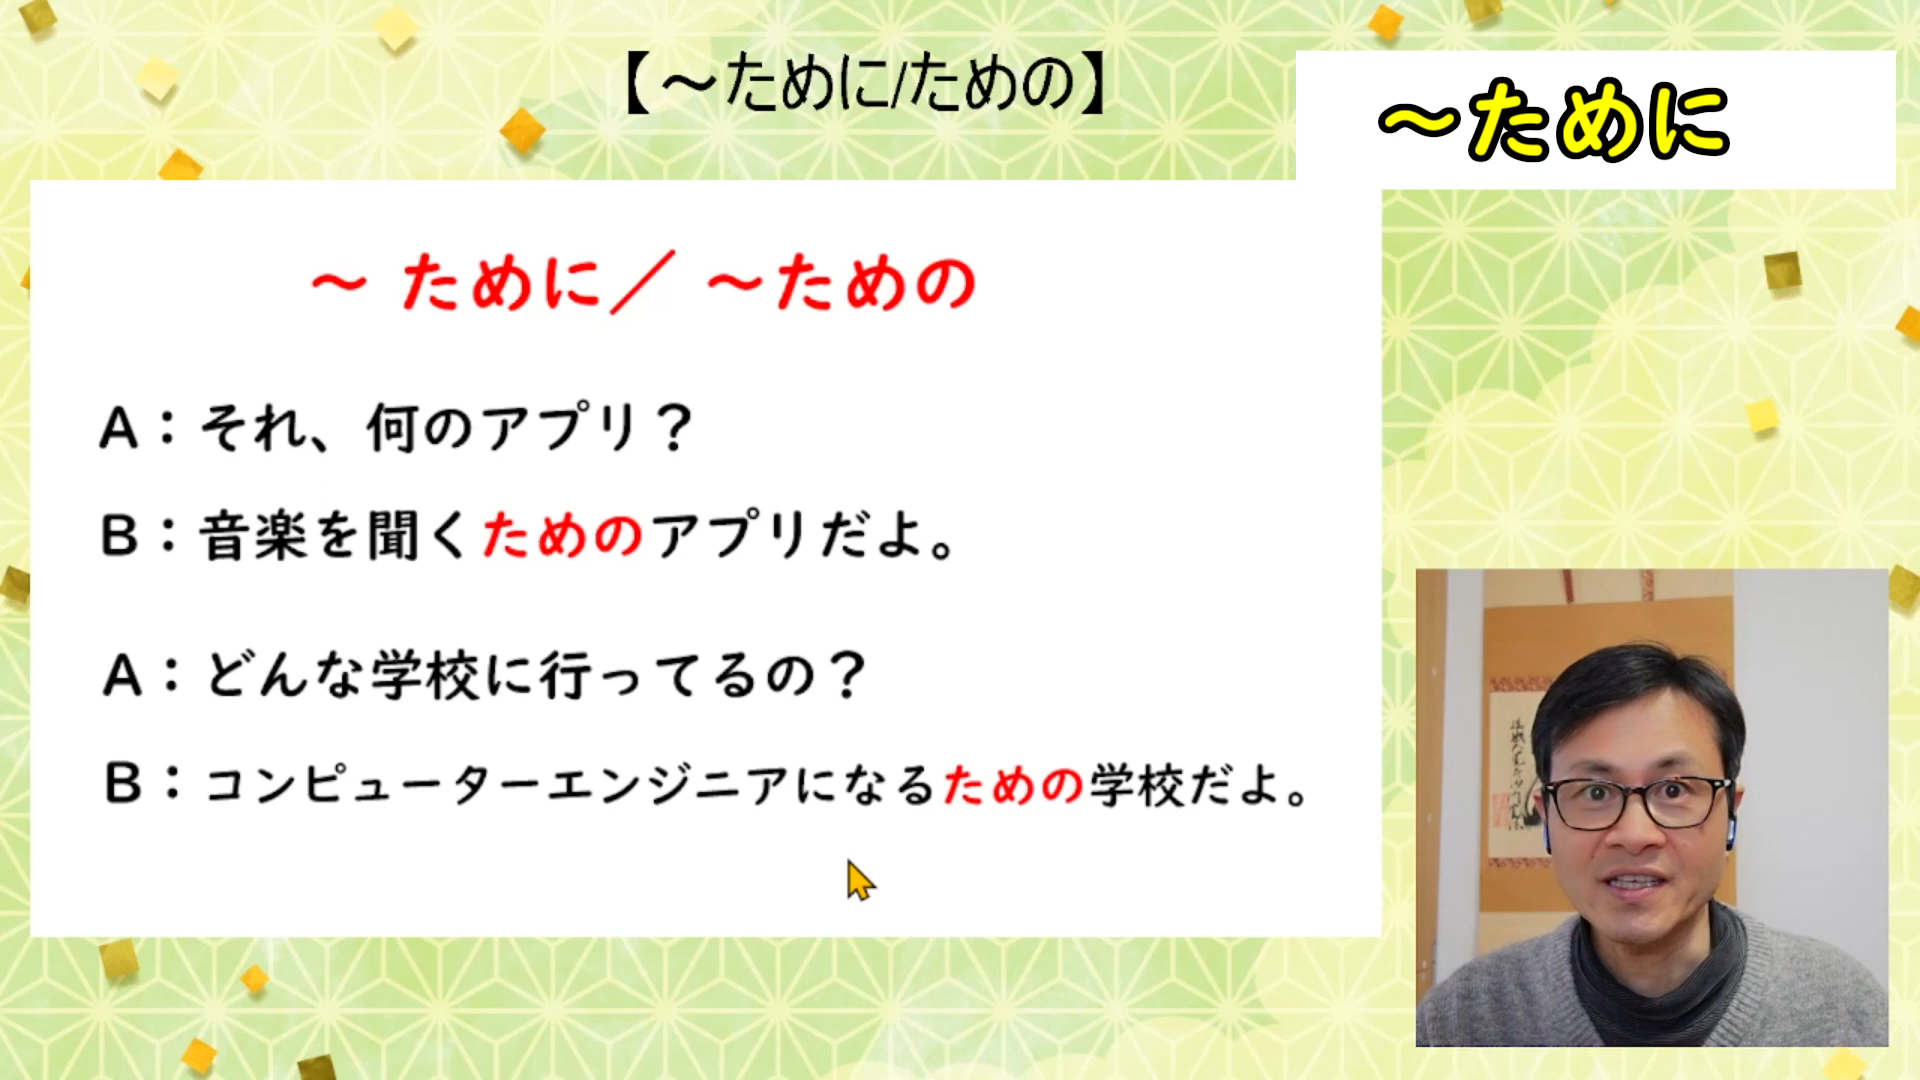 【～ために/ための】
～ために
～ ために／ ～ための
A：それ、何のアプリ？
B：音楽を聞くためのアプリだよ。
A：どんな学校に行ってるの？
B：コンピューターエンジニアになるための学校だよ。